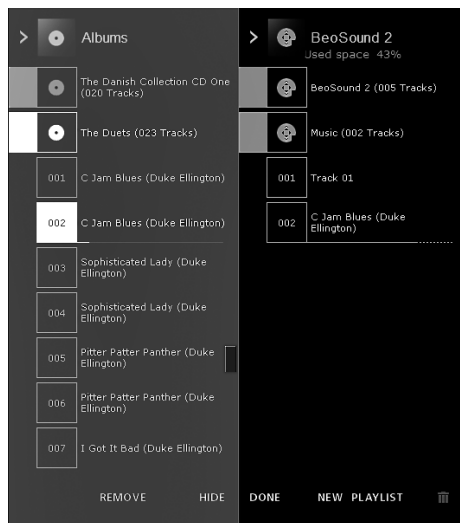 > Albums
The Danish Collection CD One
(020 Tracks)
The Duets (023 Tracks)
001 C Jam Blues (Duke Ellington)
002 C Jam Blues (Duke Ellington)
003 Sophisticated Lady (Duke
Ellington)
004 Sophisticated Lady (Duke
Ellington)
005 Pitter Patter Panther (Duke
Ellington)
006 Pitter Patter Panther (Duke
Ellington)
007 I Got It Bad (Duke Ellington)
REMOVE HIDE
> BeoSound 2
Used space 43%
BeoSound 2 (005 Tracks)
Music (002 Tracks)
001 Track 01
002 C Jam Blues (Duke
Ellington)
DONE NEW PLAYLIST